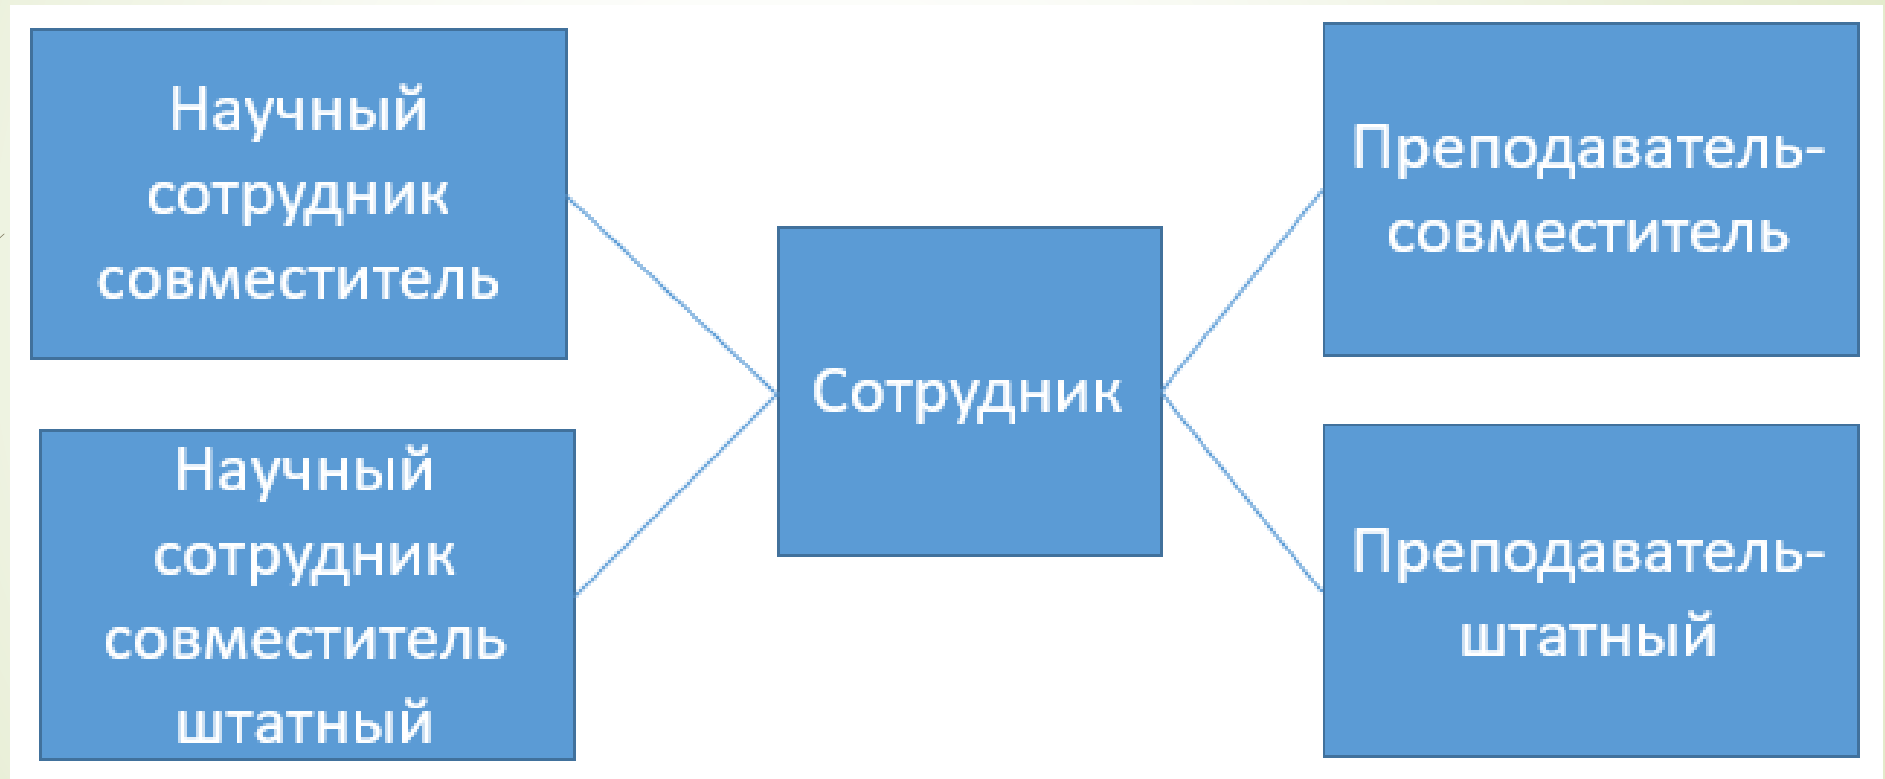 Научный
сотрудник
совместитель
Научный
сотрудник
совместитель
штатный
Сотрудник
Преподаватель-
совместитель
Преподаватель-
штатный